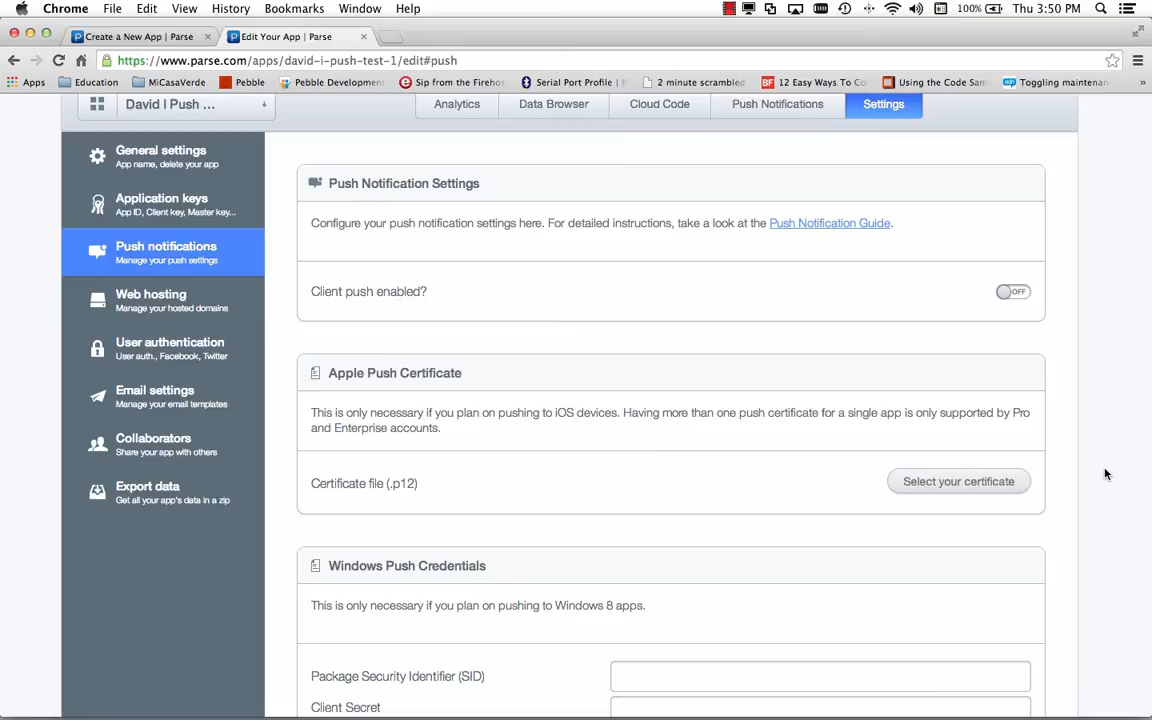 Chrome File Edit View History Bookmarks Window Help 100% Thu 3:50 PM
Create a New App | Parse × Edit Your App | Parse ×
https://www.parse.com/apps/david-i-push-test-1/edit#push
Apps Education MiCasaVerde Pebble Pebble Developmen Sip from the Firehos Serial Port Profile | 2 minute scrambled BF 12 Easy Ways To Co Using the Code Sam Toggling maintenan »
David I Push ... Analytics Data Browser Cloud Code Push Notifications Settings
General settings
App name, delete your app
Application keys
App ID, Client key, Master key...
Push notifications
Manage your push settings
Web hosting
Manage your hosted domains
User authentication
User auth., Facebook, Twitter
Email settings
Manage your email templates
Collaborators
Share your app with others
Export data
Get all your app's data in a zip
Push Notification Settings
Configure your push notification settings here. For detailed instructions, take a look at the Push Notification Guide.
Client push enabled? OFF
Apple Push Certificate
This is only necessary if you plan on pushing to iOS devices. Having more than one push certificate for a single app is only supported by Pro
and Enterprise accounts.
Certificate file (.p12) Select your certificate
Windows Push Credentials
This is only necessary if you plan on pushing to Windows 8 apps.
Package Security Identifier (SID)
Client Secret